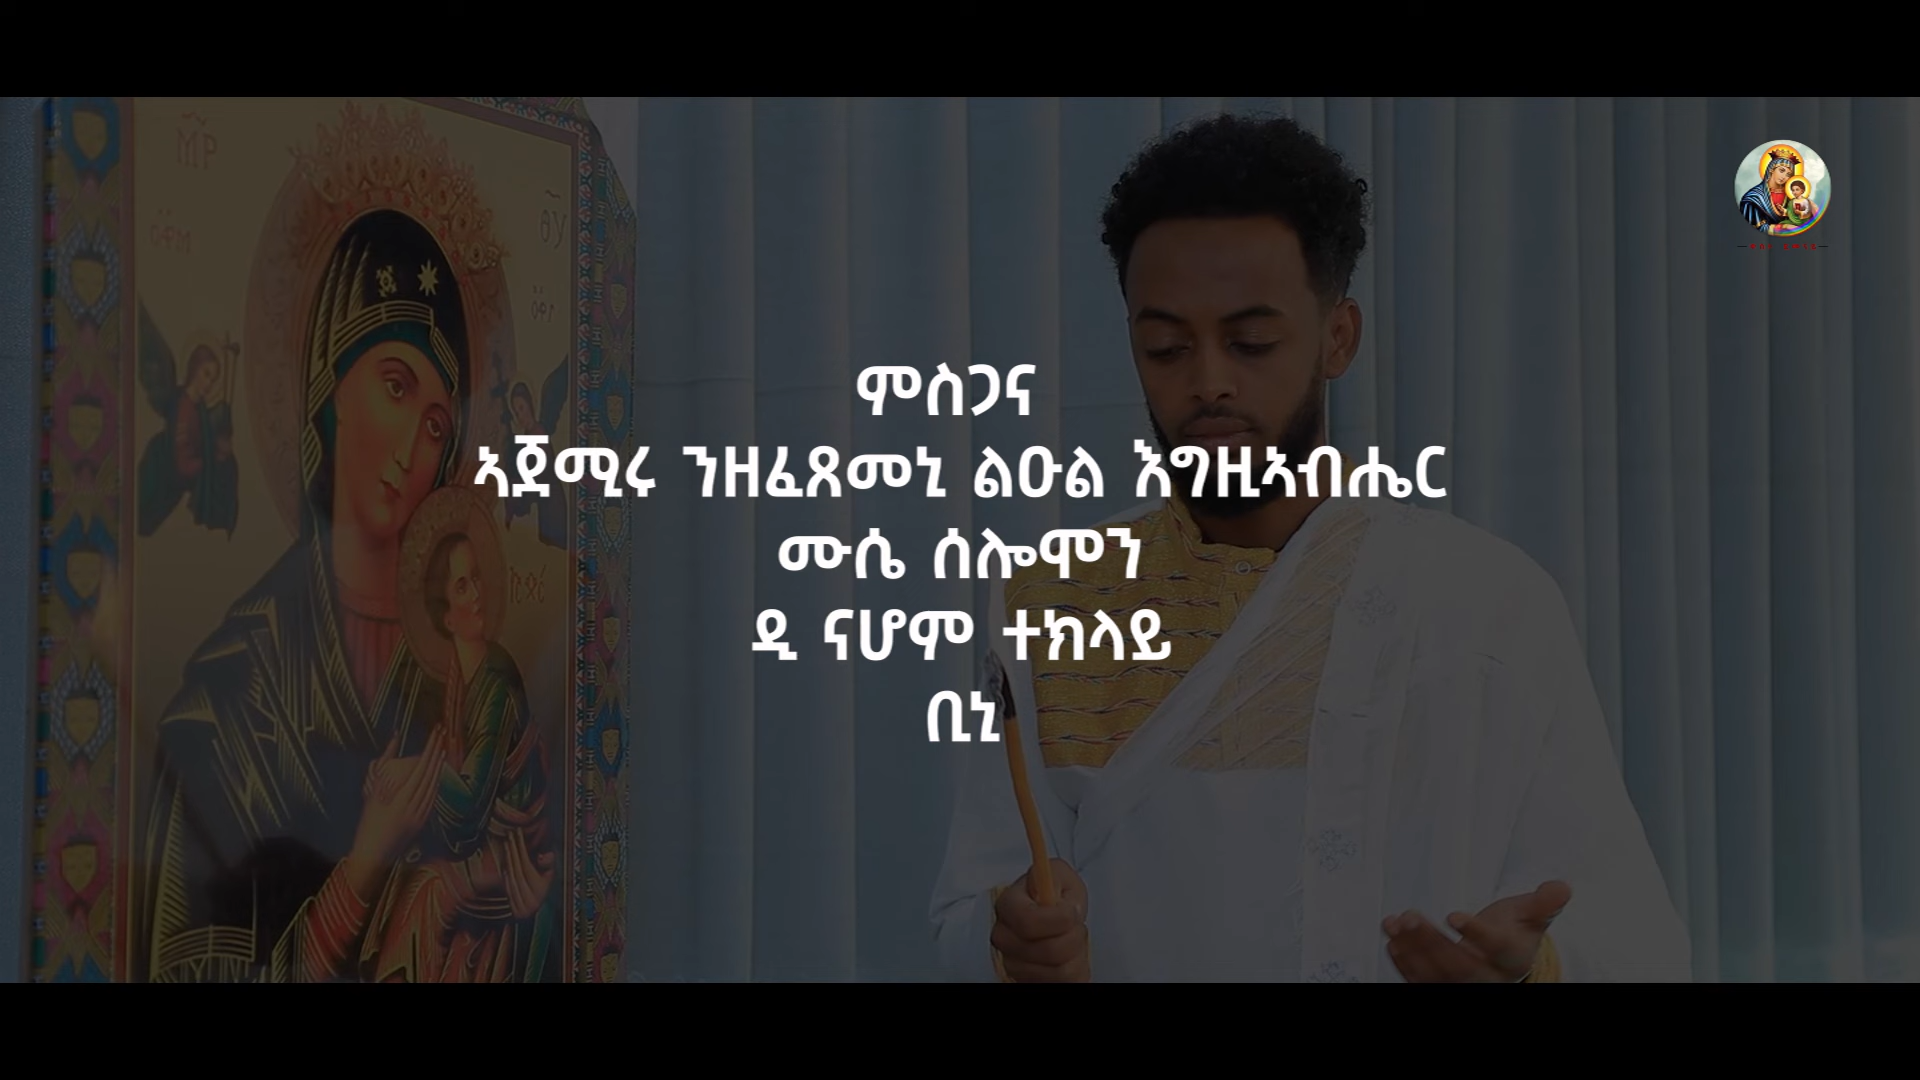 ምስጋና
ኣጀሚሩ ንዘፈጸመኒ ልዑል እግዚኣብሔር
ሙሴ ሰሎሞን
ዲ ናሆም ተክላይ
ቢኒ